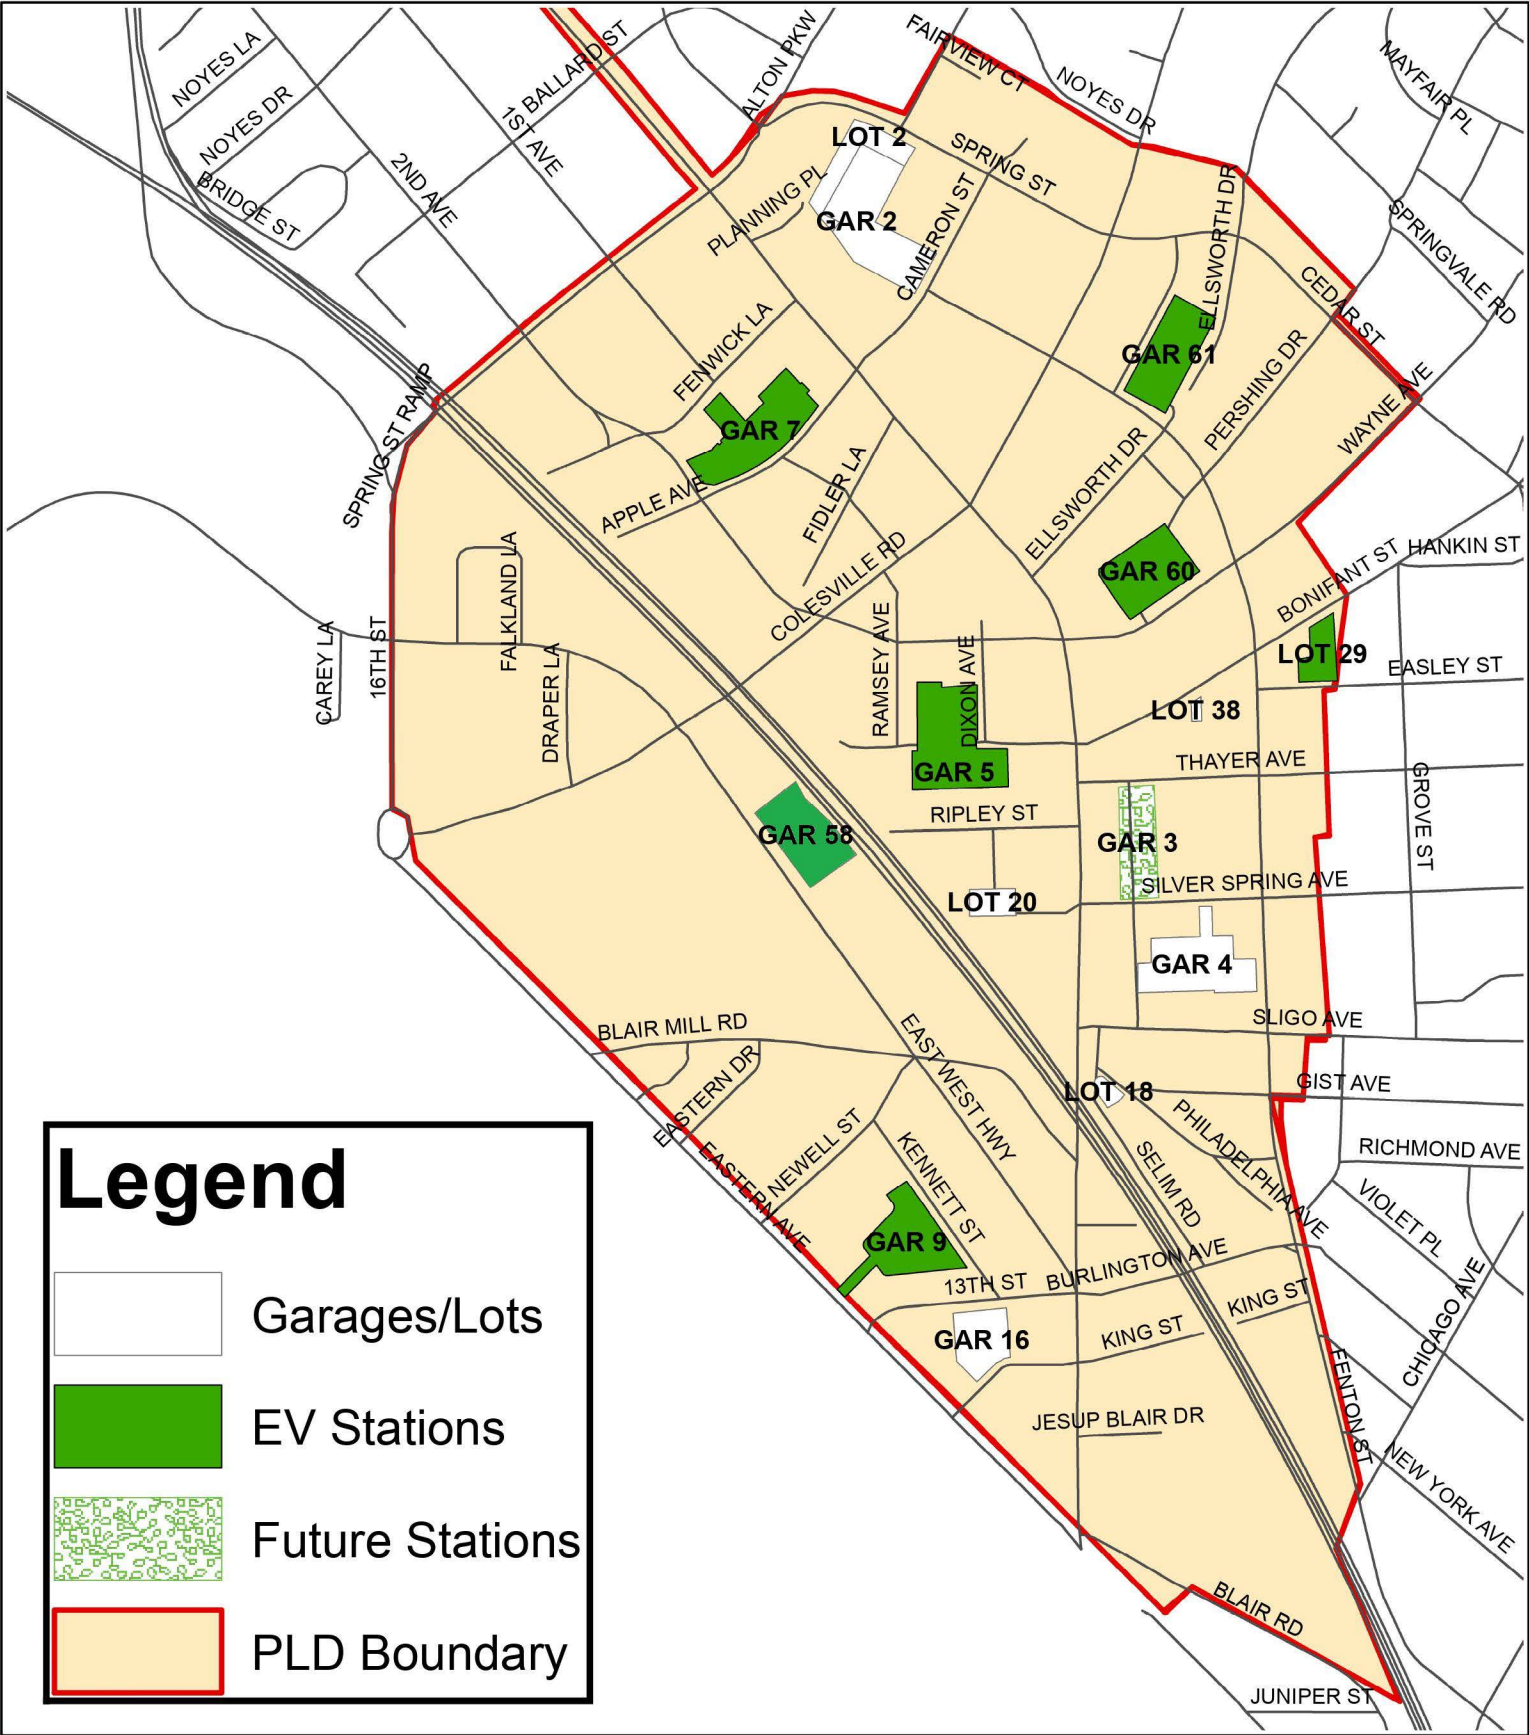 NOYES LA
NOYES DR
BRIDGE ST
2ND AVE
1ST AVE
BALLARD ST
ALTON PKW
FAIRVIEW CT
NOYES DR
MAYFAIR PL
LOT 2
SPRING ST
PLANNING PL
GAR 2
CAMERON ST
ELLSWORTH DR
SPRINGVALE RD
CEDAR ST
FENWICK LA
GAR 61
PERSHING DR
WAYNE AVE
SPRING ST RAMP
GAR 7
APPLE AVE
FIDLER LA
ELLSWORTH DR
COLESVILLE RD
GAR 60
BONIFANT ST
HANKIN ST
FALKLAND LA
CAREY LA
16TH ST
DRAPER LA
RAMSEY AVE
DIXON AVE
LOT 29
EASLEY ST
LOT 38
GAR 5
THAYER AVE
RIPLEY ST
GAR 58
GAR 3
GROVE ST
SILVER SPRING AVE
LOT 20
GAR 4
BLAIR MILL RD
EAST WEST HWY
SLIGO AVE
EASTERN DR
LOT 18
GIST AVE
PHILADELPHIA AVE
RICHMOND AVE
NEWELL ST
KENNETT ST
SELIM RD
EASTERN AVE
VIOLET PL
GAR 9
13TH ST
BURLINGTON AVE
KING ST
CHICAGO AVE
GAR 16
KING ST
FENTON ST
JESUP BLAIR DR
NEW YORK AVE
BLAIR RD
JUNIPER ST
Legend
Garages/Lots
EV Stations
Future Stations
PLD Boundary